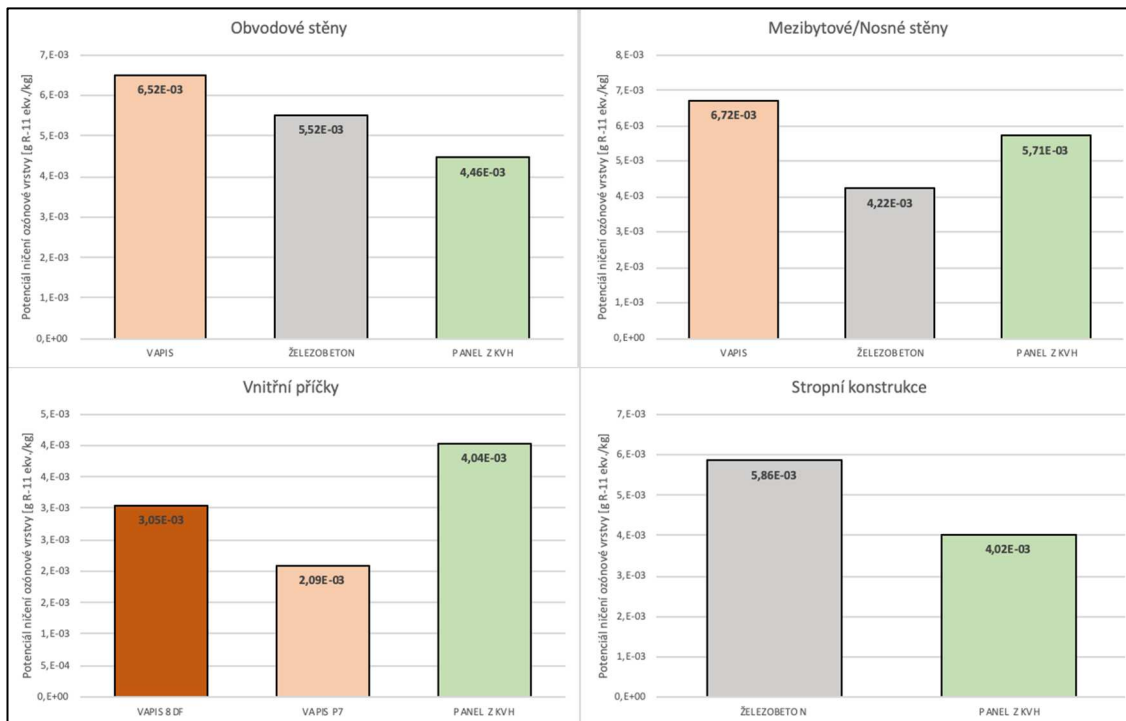 Obvodové stěny
Potenciál ničení ozónové vrstvy [g R-11 ekv./kg]
7,E-03
6,E-03
5,E-03
4,E-03
3,E-03
2,E-03
1,E-03
0,E+00
6,52E-03
5,52E-03
4,46E-03
VAPIS
ŽELEZOBETON
PANEL Z KVH
Mezibytové/Nosné stěny
Potenciál ničení ozónové vrstvy [g R-11 ekv./kg]
8,E-03
7,E-03
6,E-03
5,E-03
4,E-03
3,E-03
2,E-03
1,E-03
0,E+00
6,72E-03
4,22E-03
5,71E-03
VAPIS
ŽELEZOBETON
PANEL Z KVH
Vnitřní příčky
Potenciál ničení ozónové vrstvy [g R-11 ekv./kg]
5,E-03
4,E-03
4,E-03
3,E-03
3,E-03
2,E-03
2,E-03
1,E-03
5,E-04
0,E+00
3,05E-03
2,09E-03
4,04E-03
VAPIS 8 DF
VAPIS P7
PANEL Z KVH
Stropní konstrukce
Potenciál ničení ozónové vrstvy [g R-11 ekv./kg]
7,E-03
6,E-03
5,E-03
4,E-03
3,E-03
2,E-03
1,E-03
0,E+00
5,86E-03
4,02E-03
ŽELEZOBETON
PANEL Z KVH